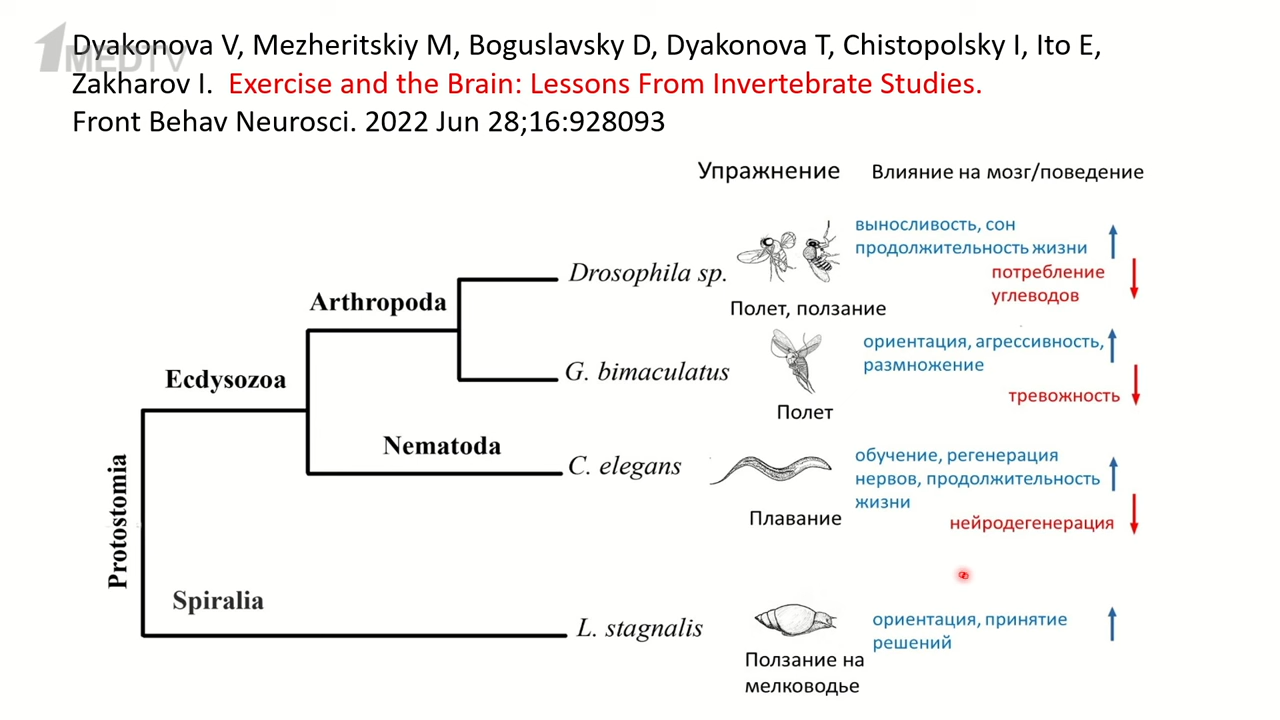 1MEDTV
Dyakonova V, Mezheritskiy M, Boguslavsky D, Dyakonova T, Chistopolsky I, Ito E,
Zakharov I. Exercise and the Brain: Lessons From Invertebrate Studies.
Front Behav Neurosci. 2022 Jun 28;16:928093
Упражнение
Влияние на мозг/поведение
Protostomia
Ecdysozoa
Arthropoda
Drosophila sp.
Полет, ползание
выносливость, сон
продолжительность жизни
потребление
углеводов
G. bimaculatus
Полет
ориентация, агрессивность,
размножение
тревожность
Nematoda
C. elegans
Плавание
обучение, регенерация
нервов, продолжительность
жизни
нейродегенерация
Spiralia
L. stagnalis
Ползание на
мелководье
ориентация, принятие
решений